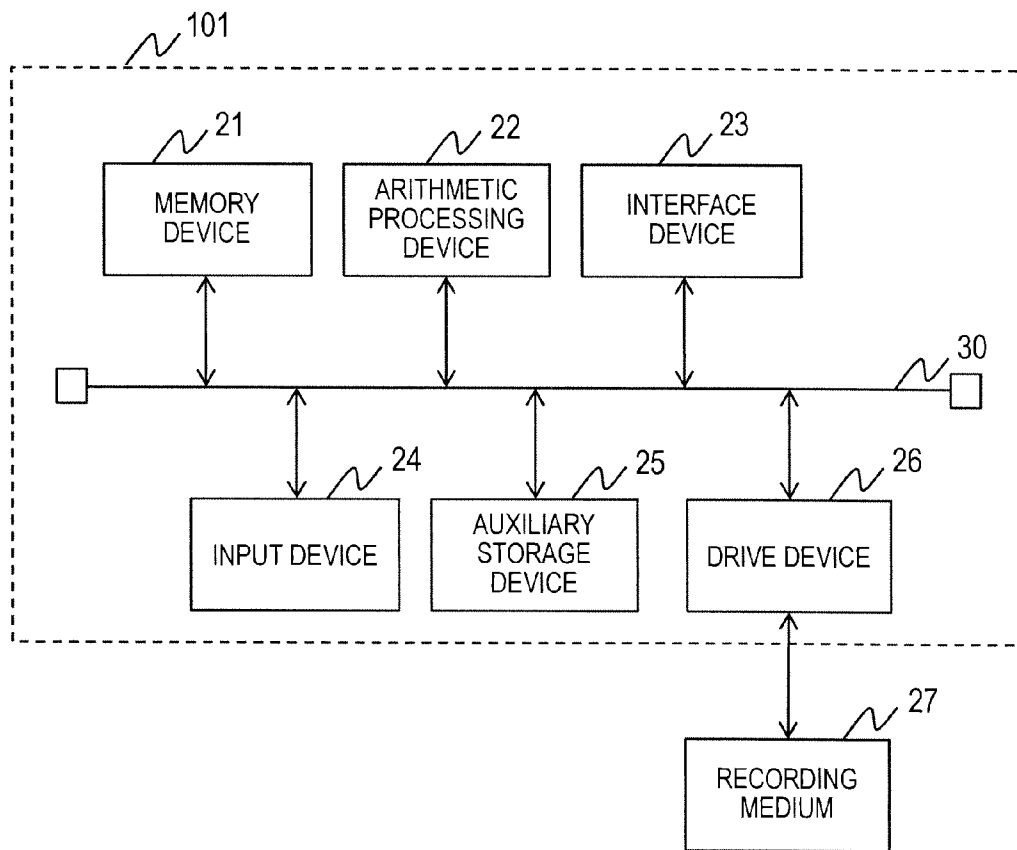 101
21
22
23
MEMORY
DEVICE
ARITHMETIC
PROCESSING
DEVICE
INTERFACE
DEVICE
30
24
25
26
INPUT DEVICE
AUXILIARY
STORAGE
DEVICE
DRIVE DEVICE
27
RECORDING
MEDIUM